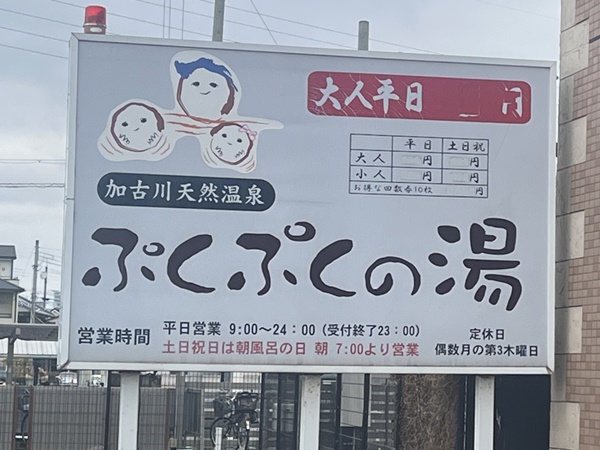 大人平日 円
平日 土日祝
大人 円 円
小人 円 円
お得な回数券10枚 円
加古川天然温泉
ぷくぷくの湯
営業時間 平日営業 9:00〜24:00 (受付終了23:00)
土日祝日は朝風呂の日 朝 7:00より営業
定休日
偶数月の第3木曜日